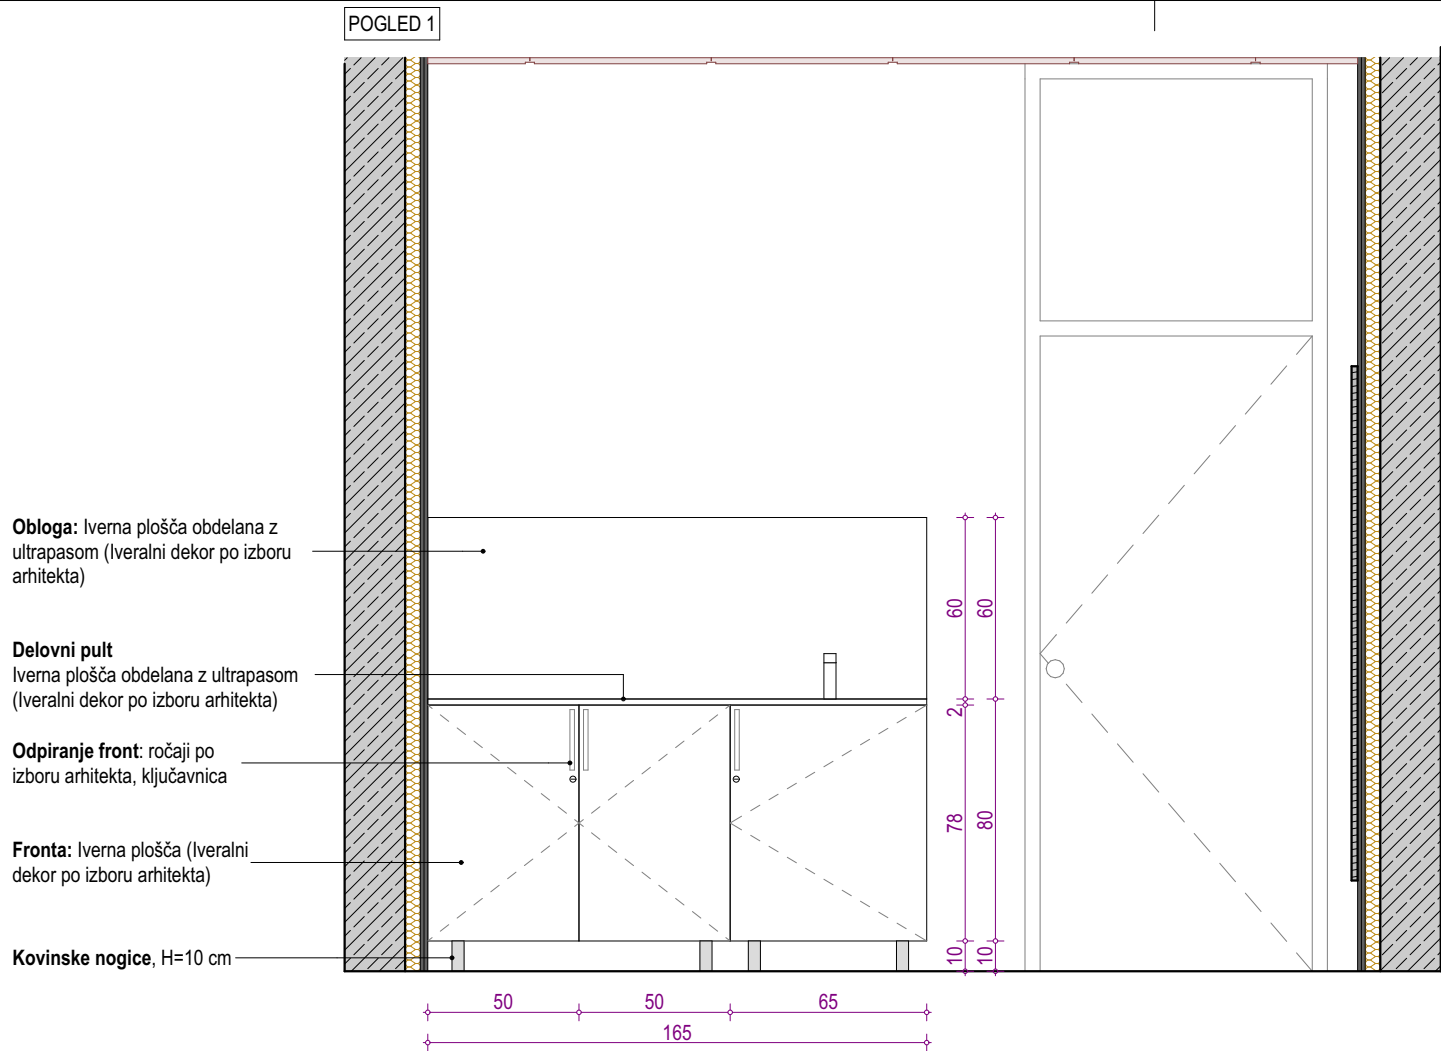 POGLED 1
Obloga: Iverna plošča obdelana z
ultrapasom (Iveralni dekor po izboru
arhitekta)
Delovni pult
Iverna plošča obdelana z ultrapasom
(Iveralni dekor po izboru arhitekta)
Odpiranje front: ročaji po
izboru arhitekta, ključavnica
Fronta: Iverna plošča (Iveralni
dekor po izboru arhitekta)
Kovinske nogice, H=10 cm
60
60
2
78
80
10
10
50
50
65
165